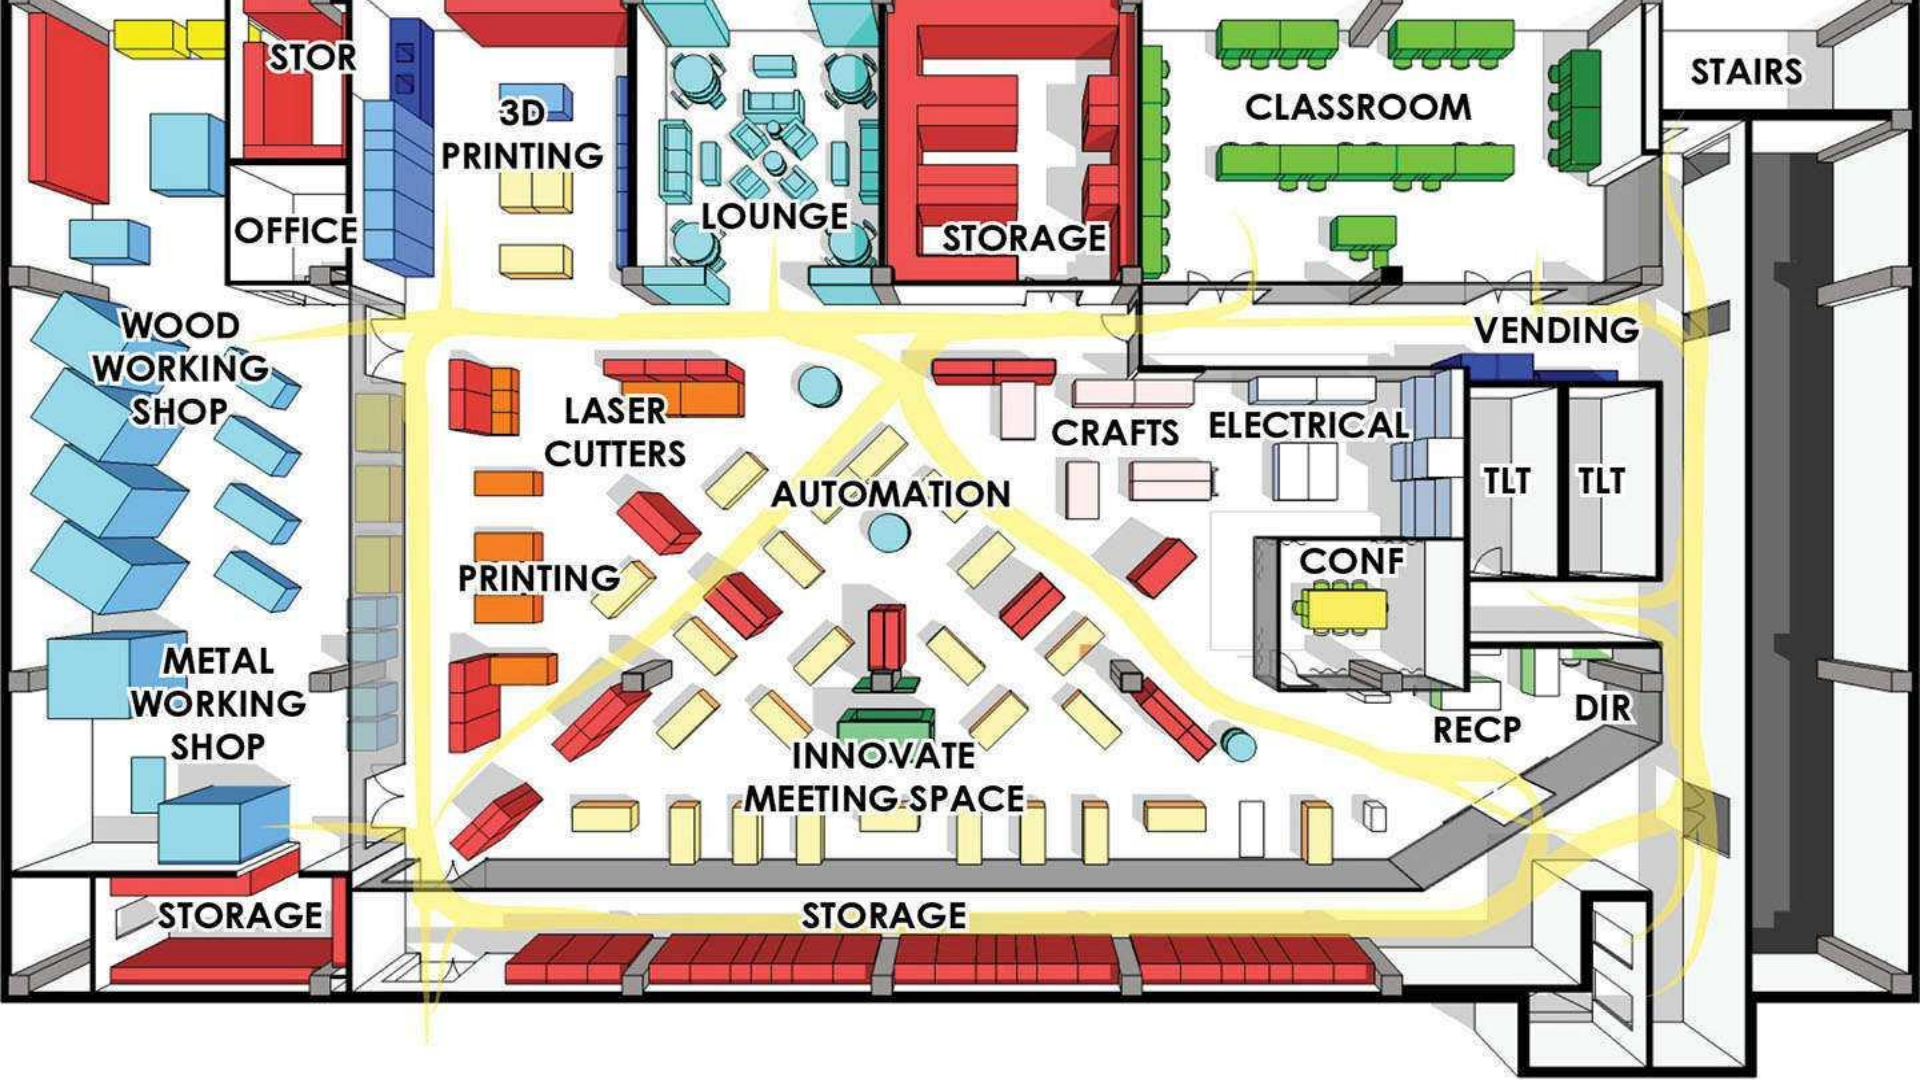 STOR
STAIRS
3D
PRINTING
CLASSROOM
LOUNGE
OFFICE
STORAGE
WOOD
WORKING
SHOP
VENDING
LASER
CUTTERS
CRAFTS
ELECTRICAL
AUTOMATION
TLT
TLT
PRINTING
CONF
METAL
WORKING
SHOP
RECP
DIR
INNOVATE
MEETING SPACE
STORAGE
STORAGE